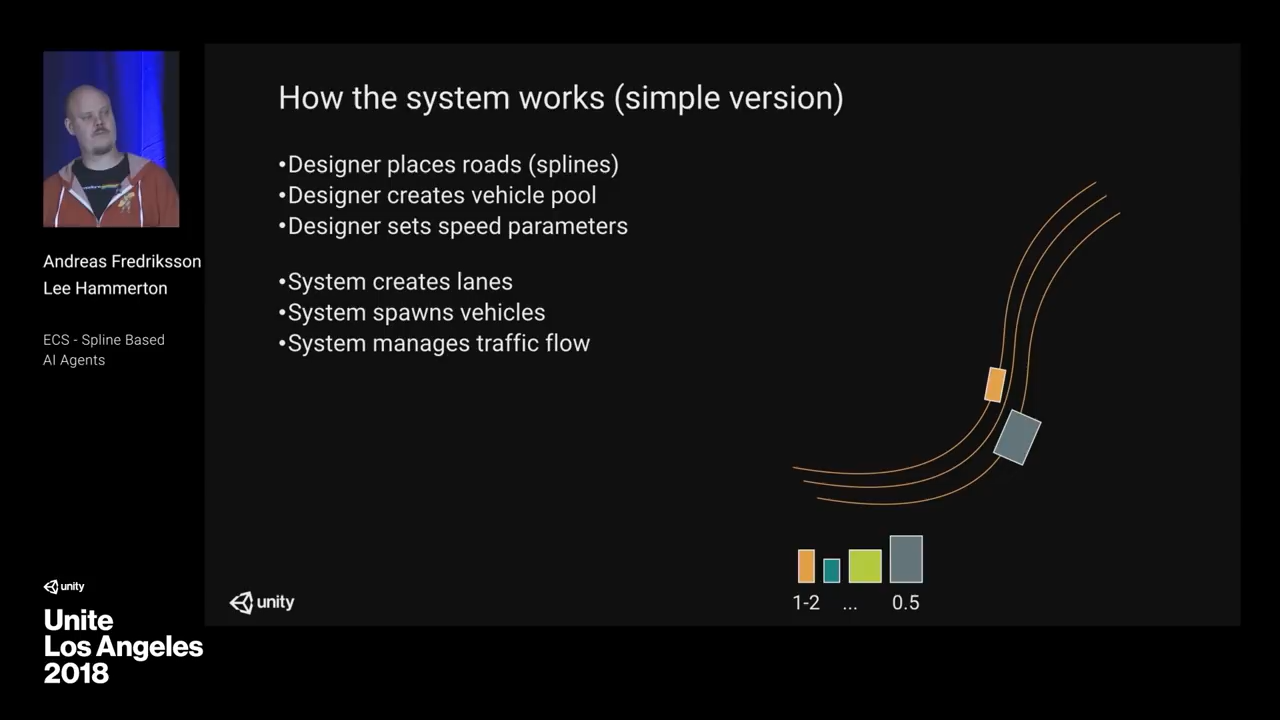 How the system works (simple version)
•Designer places roads (splines)
•Designer creates vehicle pool
•Designer sets speed parameters
•System creates lanes
•System spawns vehicles
•System manages traffic flow
1-2 ... 0.5
unity
Andreas Fredriksson
Lee Hammerton
ECS - Spline Based
AI Agents
unity
Unite
Los Angeles
2018